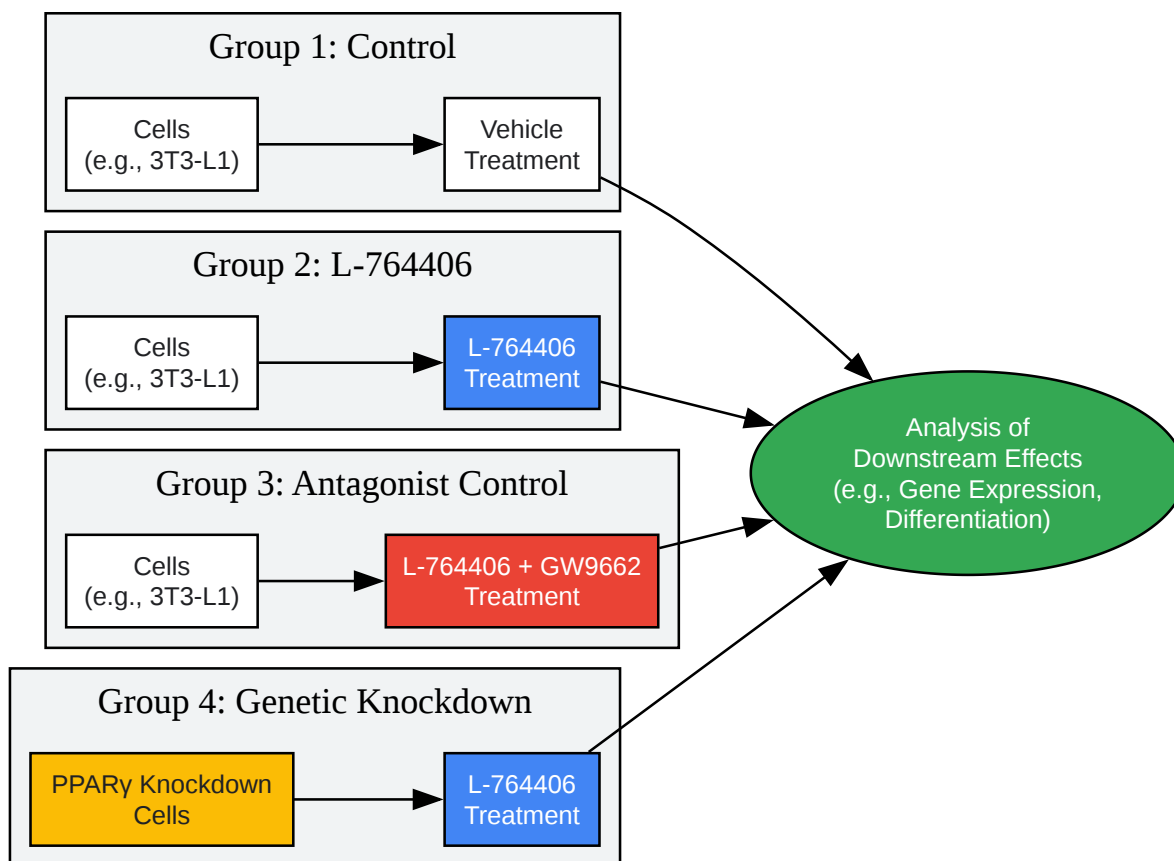 Group 1: Control
Cells
(e.g., 3T3-L1)
Vehicle
Treatment
Group 2: L-764406
Cells
(e.g., 3T3-L1)
L-764406
Treatment
Group 3: Antagonist Control
Cells
(e.g., 3T3-L1)
L-764406 + GW9662
Treatment
Group 4: Genetic Knockdown
PPARγ Knockdown
Cells
L-764406
Treatment
Analysis of
Downstream Effects
(e.g., Gene Expression,
Differentiation)